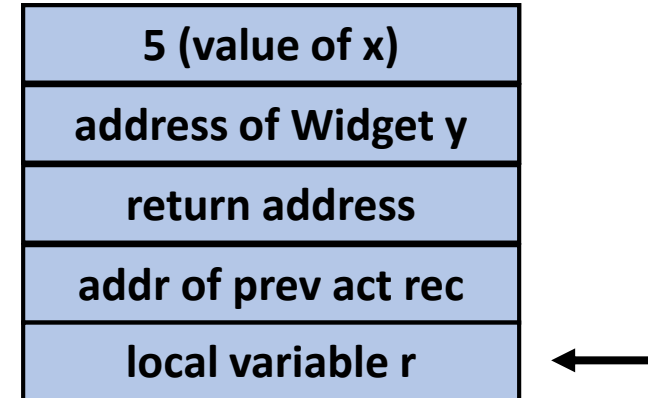 5 (value of x)
address of Widget y
return address
addr of prev act rec
local variable r